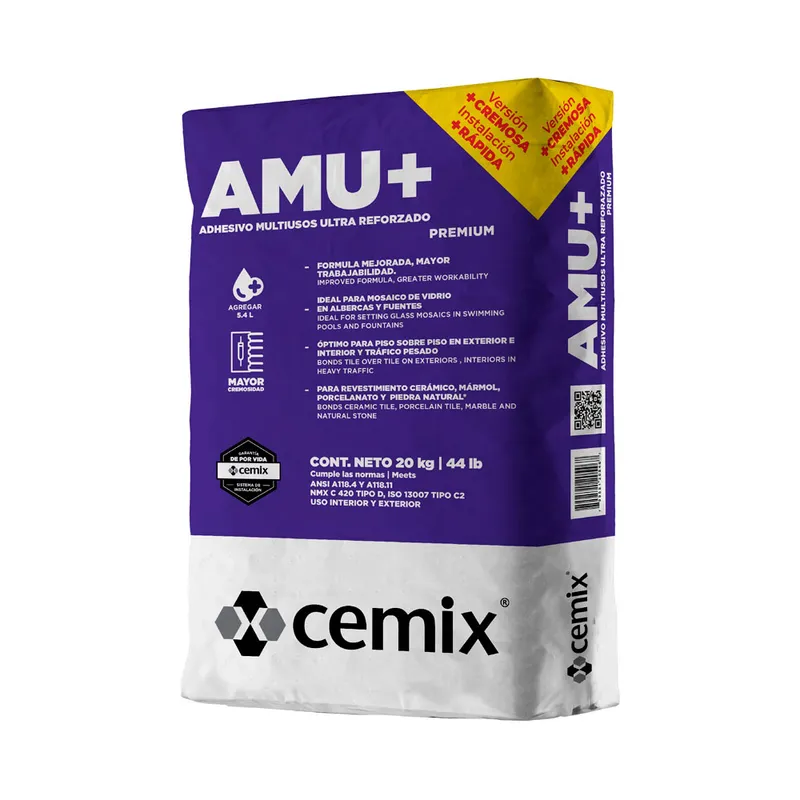 Versión
+CREMOSA
Instalación
+RÁPIDA
Versión
+CREMOSA
Instalación
+RÁPIDA
AMU+
ADHESIVO MULTIUSOS ULTRA REFORZADO
PREMIUM
AGREGAR
5.4 L
MAYOR
CREMOSIDAD
- FORMULA MEJORADA, MAYOR
TRABAJABILIDAD.
IMPROVED FORMULA, GREATER WORKABILITY
IDEAL PARA MOSAICO DE VIDRIO
- EN ALBERCAS Y FUENTES
IDEAL FOR SETTING GLASS MOSAICS IN SWIMMING
POOLS AND FOUNTAINS
- ÓPTIMO PARA PISO SOBRE PISO EN EXTERIOR E
INTERIOR Y TRÁFICO PESADO
BONDS TILE OVER TILE ON EXTERIORS , INTERIORS IN
HEAVY TRAFFIC
- PARA REVESTIMIENTO CERÁMICO, MÁRMOL,
PORCELANATO Y PIEDRA NATURAL*
BONDS CERAMIC TILE, PORCELAIN TILE, MARBLE AND
NATURAL STONE
GARANTÍA
DE POR VIDA
cemix
SISTEMA DE
INSTALACIÓN
CONT. NETO 20 kg | 44 lb
Cumple las normas | Meets
ANSI A118.4 Y A118.11
NMX C 420 TIPO D, ISO 13007 TIPO C2
USO INTERIOR Y EXTERIOR
cemix®
AMU+
ADHESIVO MULTIUSOS ULTRA REFORAZADO
PREMIUM
cemix®